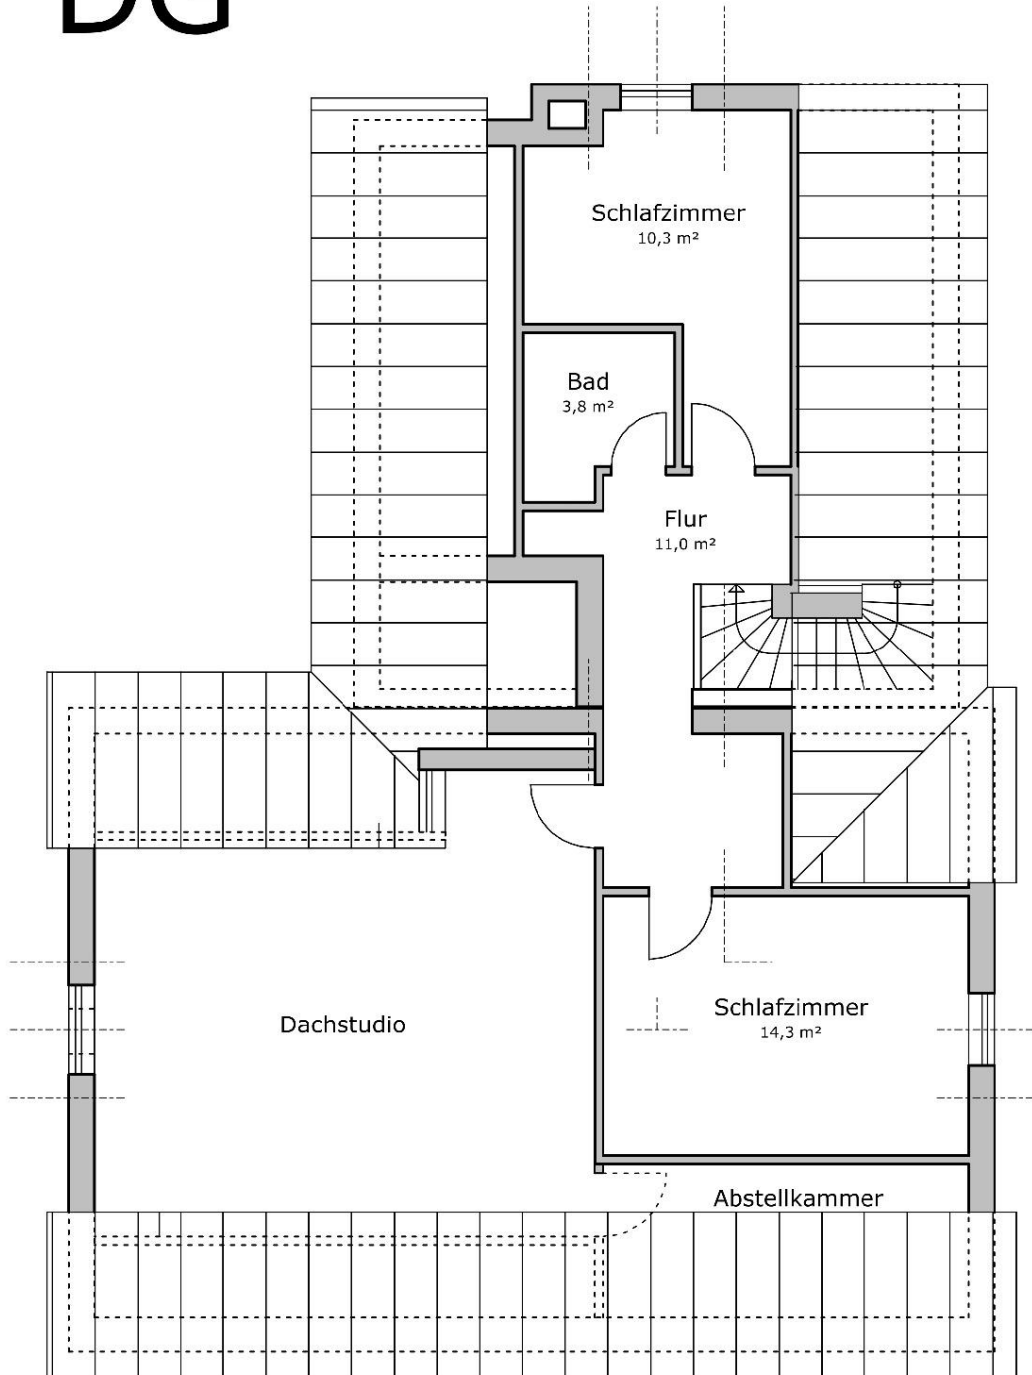 DG
Schlafzimmer
10,3 m²
Bad
3,8 m²
Flur
11,0 m²
Schlafzimmer
14,3 m²
Dachstudio
Abstellkammer